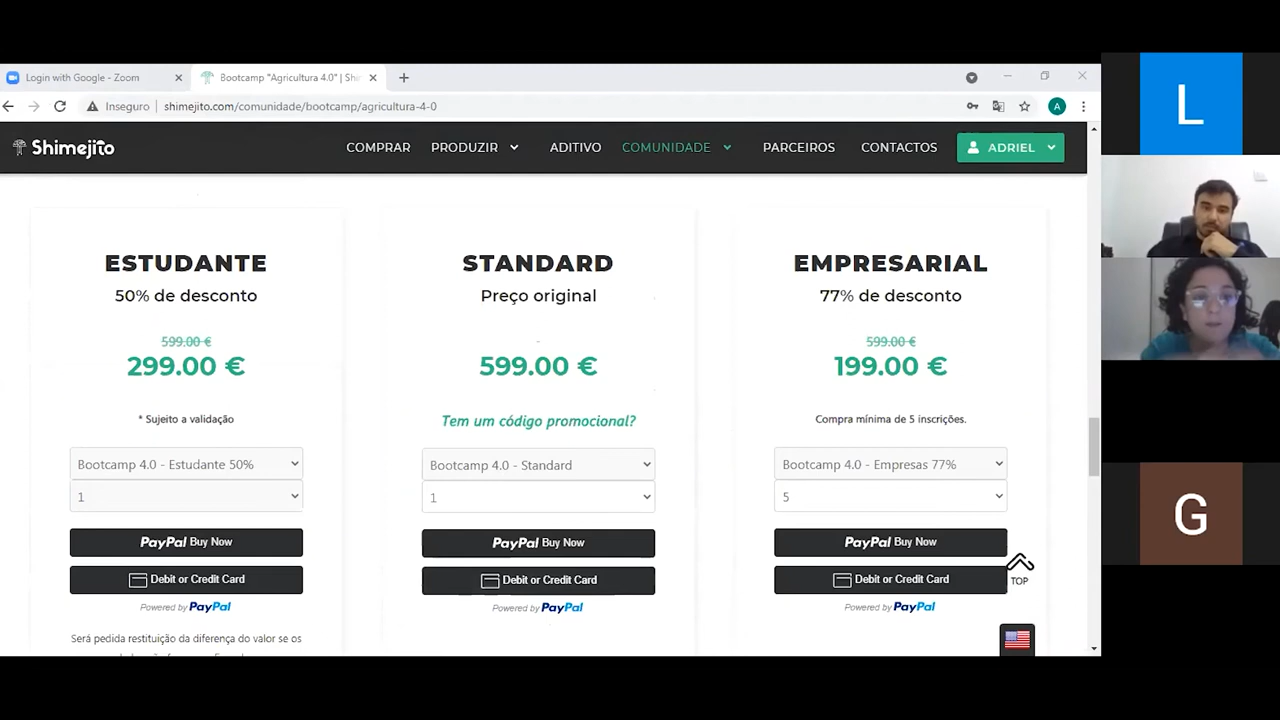 Login with Google - Zoom
Bootcamp "Agricultura 4.0" | Shi
Inseguro
shimejito.com/comunidade/bootcamp/agricultura-4-0
A
Shimejito
COMPRAR
PRODUZIR
ADITIVO
COMUNIDADE
PARCEIROS
CONTACTOS
ADRIEL
ESTUDANTE
50% de desconto
599.00 €
299.00 €
* Sujeito a validação
Bootcamp 4.0 - Estudante 50%
1
PayPal Buy Now
Debit or Credit Card
Powered by PayPal
Será pedida restituição da diferença do valor se os
STANDARD
Preço original
-
599.00 €
Tem um código promocional?
Bootcamp 4.0 - Standard
1
PayPal Buy Now
Debit or Credit Card
Powered by PayPal
EMPRESARIAL
77% de desconto
599.00 €
199.00 €
Compra mínima de 5 inscrições.
Bootcamp 4.0 - Empresas 77%
5
PayPal Buy Now
Debit or Credit Card
Powered by PayPal
TOP
L
G